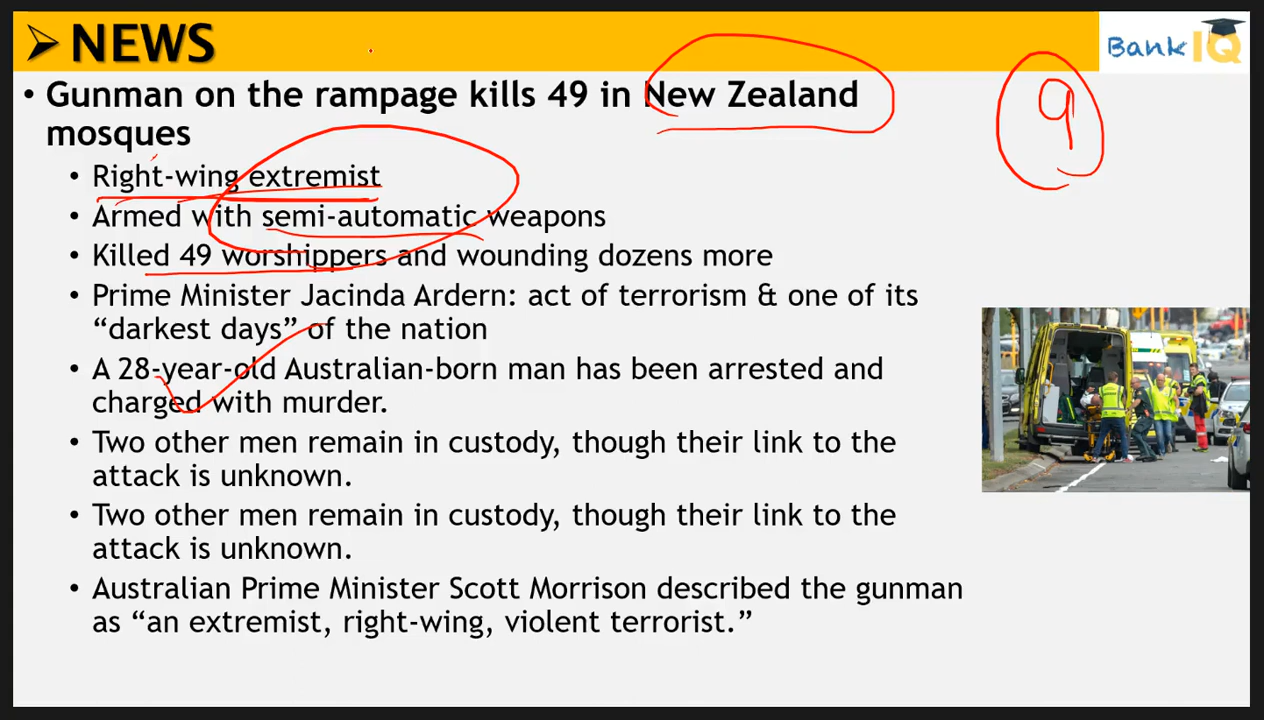 ➢ NEWS
Bank IQ
• Gunman on the rampage kills 49 in New Zealand
mosques
9
• Right-wing extremist
• Armed with semi-automatic weapons
• Killed 49 worshippers and wounding dozens more
• Prime Minister Jacinda Ardern: act of terrorism & one of its
“darkest days” of the nation
• A 28-year-old Australian-born man has been arrested and
charged with murder.
• Two other men remain in custody, though their link to the
attack is unknown.
• Two other men remain in custody, though their link to the
attack is unknown.
• Australian Prime Minister Scott Morrison described the gunman
as “an extremist, right-wing, violent terrorist.”